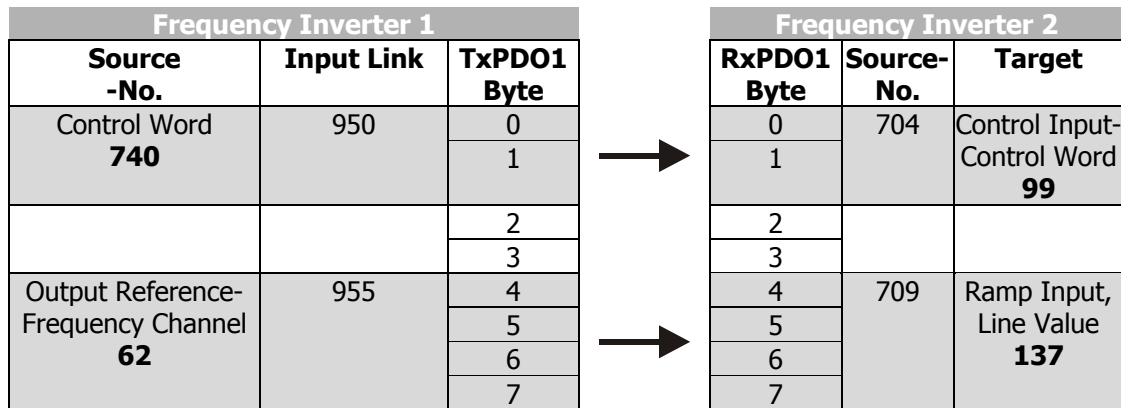 Frequency Inverter 1
Source
-No.
Input Link
TxPDO1
Byte
Control Word
740
950
0
1
2
3
Output Reference-
Frequency Channel
62
955
4
5
6
7
Frequency Inverter 2
RxPDO1
Byte
Source-
No.
Target
0
1
704
Control Input-
Control Word
99
2
3
4
5
6
7
709
Ramp Input,
Line Value
137